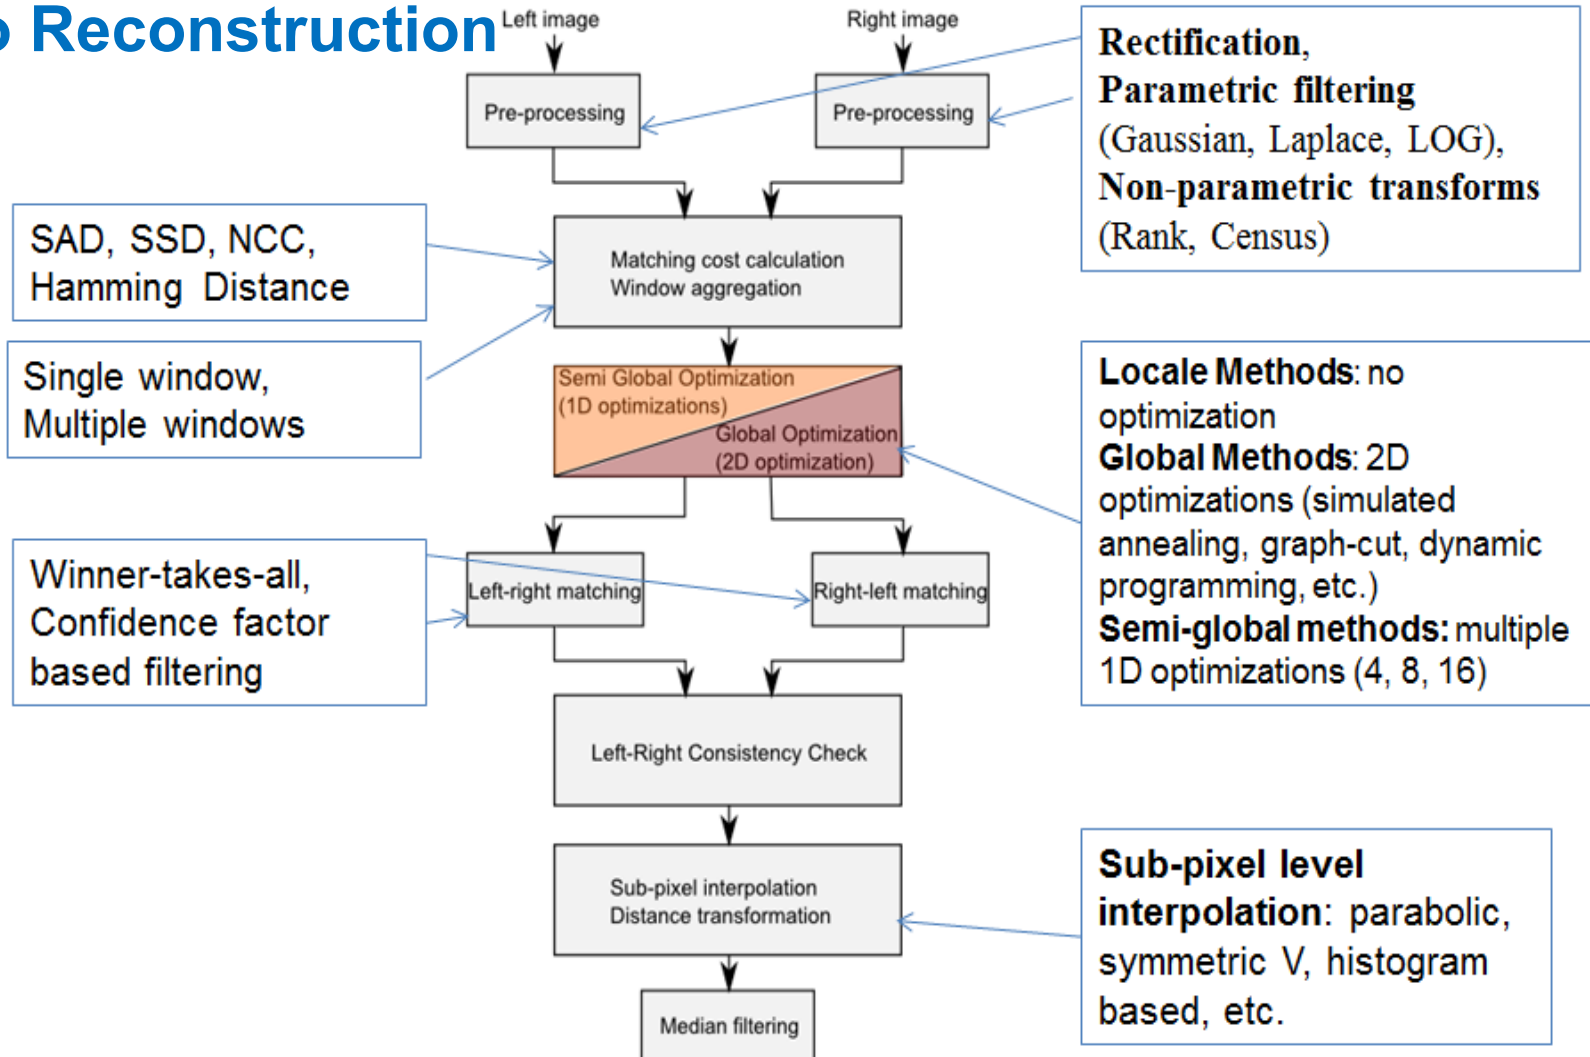 o Reconstruction
Left image
Right image
Pre-processing
Pre-processing
Rectification,
Parametric filtering
(Gaussian, Laplace, LOG),
Non-parametric transforms
(Rank, Census)
SAD, SSD, NCC,
Hamming Distance
Matching cost calculation
Window aggregation
Single window,
Multiple windows
Semi Global Optimization
(1D optimizations)
Global Optimization
(2D optimization)
Locale Methods: no
optimization
Global Methods: 2D
optimizations (simulated
annealing, graph-cut, dynamic
programming, etc.)
Semi-global methods: multiple
1D optimizations (4, 8, 16)
Winner-takes-all,
Confidence factor
based filtering
Left-right matching
Right-left matching
Left-Right Consistency Check
Sub-pixel interpolation
Distance transformation
Sub-pixel level
interpolation: parabolic,
symmetric V, histogram
based, etc.
Median filtering